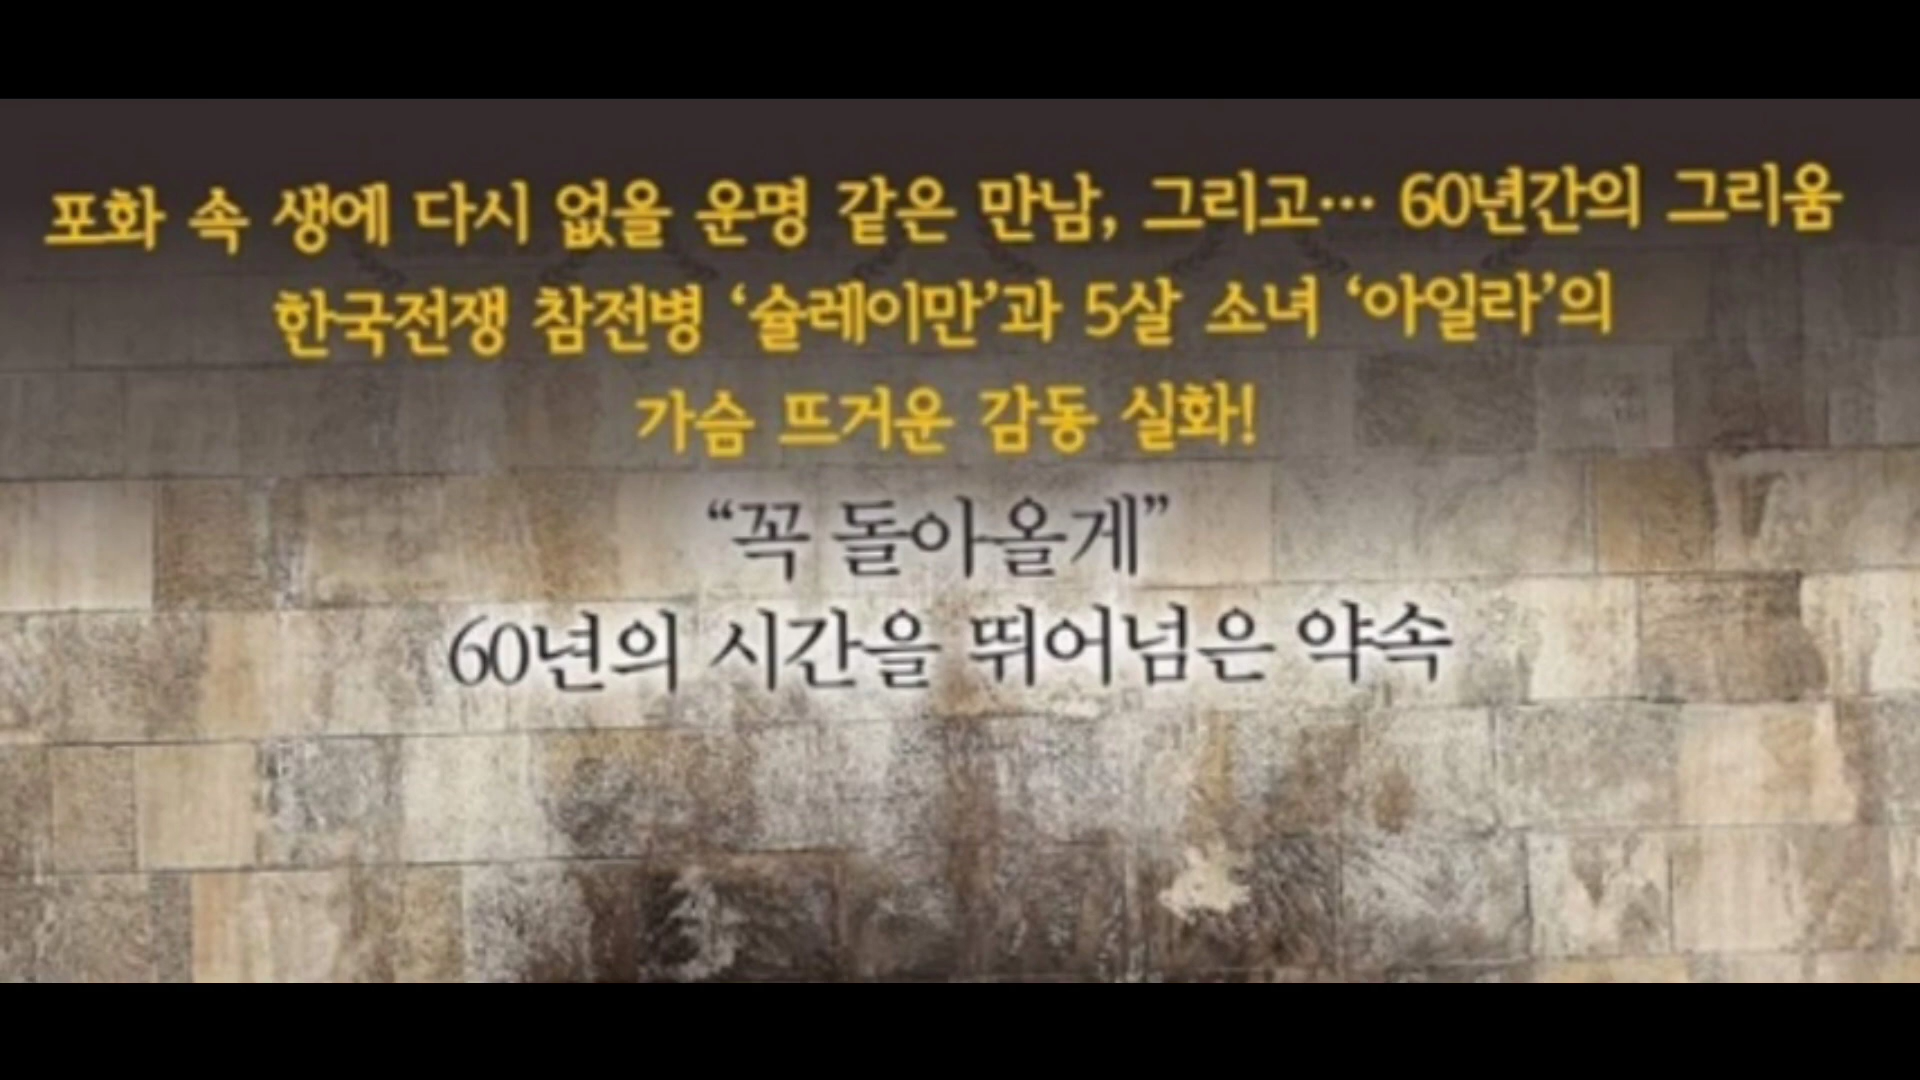 포화 속 생에 다시 없을 운명 같은 만남, 그리고… 60년간의 그리움
한국전쟁 참전병 ‘슐레이만’과 5살 소녀 ‘아일라’의
가슴 뜨거운 감동 실화!
“꼭 돌아올게”
60년의 시간을 뛰어넘은 약속